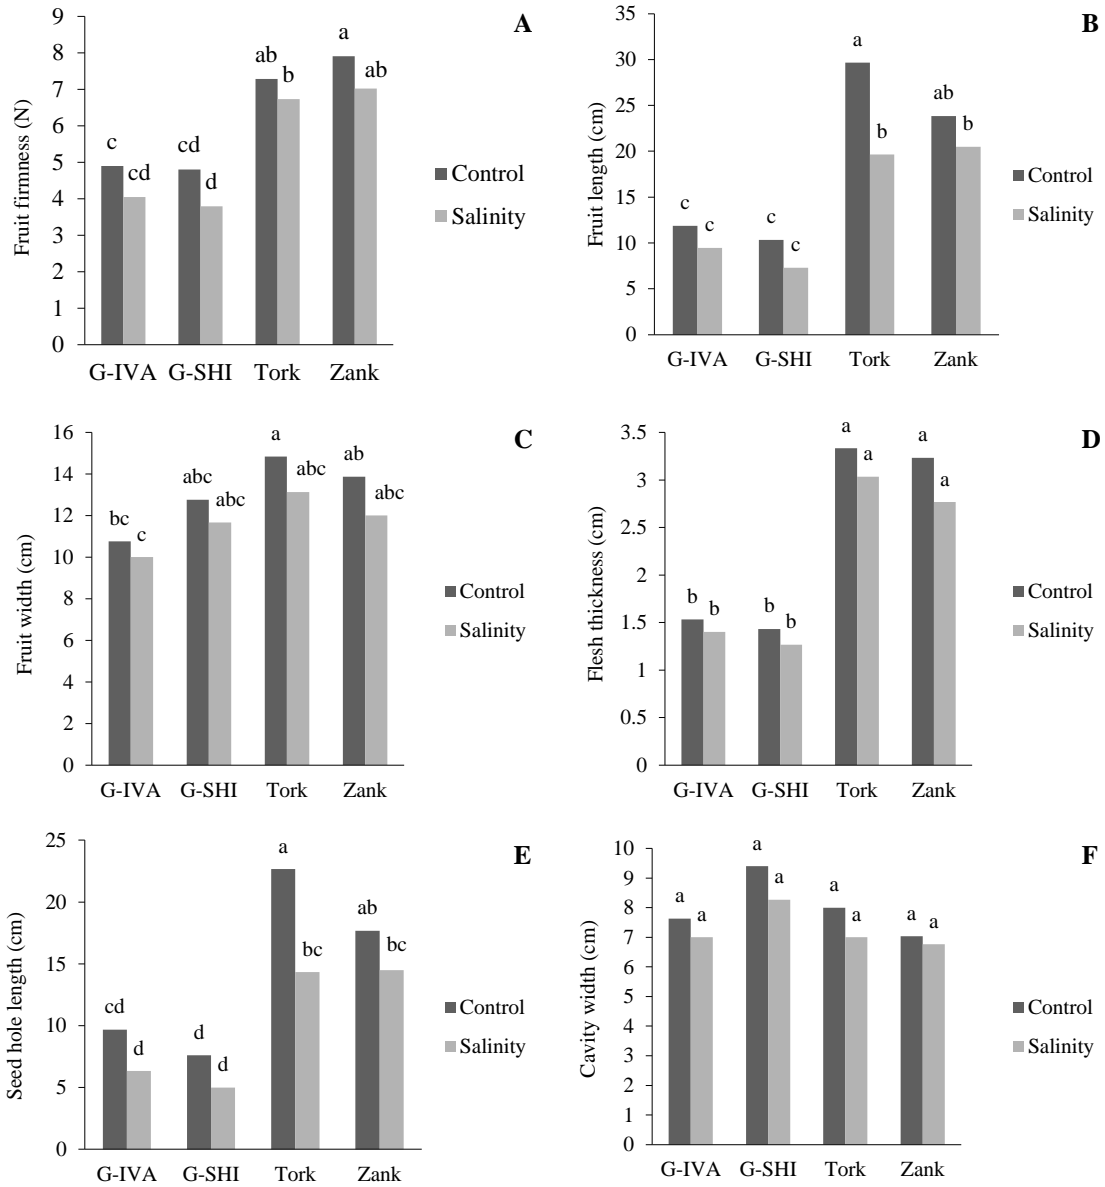 A
9
8
7
6
5
4
3
2
1
0
Fruit firmness (N)
c
cd
cd
d
ab
b
a
ab
G-IVA G-SHI Tork Zank
Control
Salinity
B
35
30
25
20
15
10
5
0
Fruit length (cm)
c
c
c
c
a
b
ab
b
G-IVA G-SHI Tork Zank
Control
Salinity
C
16
14
12
10
8
6
4
2
0
Fruit width (cm)
bc
c
abc
abc
a
abc
ab
abc
G-IVA G-SHI Tork Zank
Control
Salinity
D
3.5
3
2.5
2
1.5
1
0.5
0
Flesh thickness (cm)
b
b
b
b
a
a
a
a
G-IVA G-SHI Tork Zank
Control
Salinity
E
25
20
15
10
5
0
Seed hole length (cm)
cd
d
d
d
a
bc
ab
bc
G-IVA G-SHI Tork Zank
Control
Salinity
F
10
9
8
7
6
5
4
3
2
1
0
Cavity width (cm)
a
a
a
a
a
a
a
a
G-IVA G-SHI Tork Zank
Control
Salinity